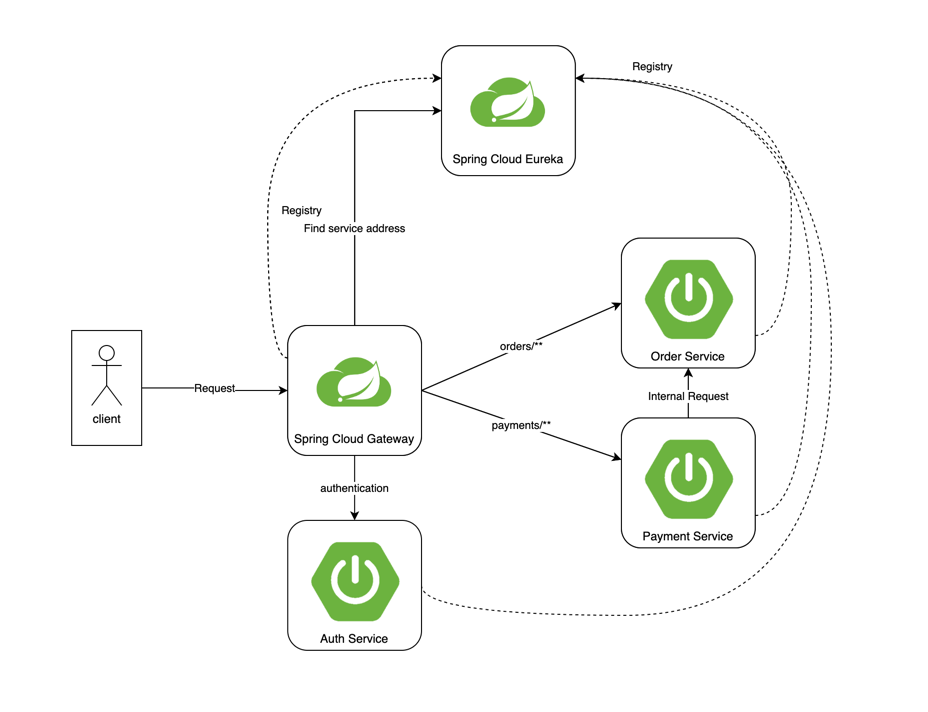 Registry
Spring Cloud Eureka
Registry
Find service address
orders/**
Order Service
Request
client
Internal Request
payments/**
Spring Cloud Gateway
authentication
Payment Service
Auth Service